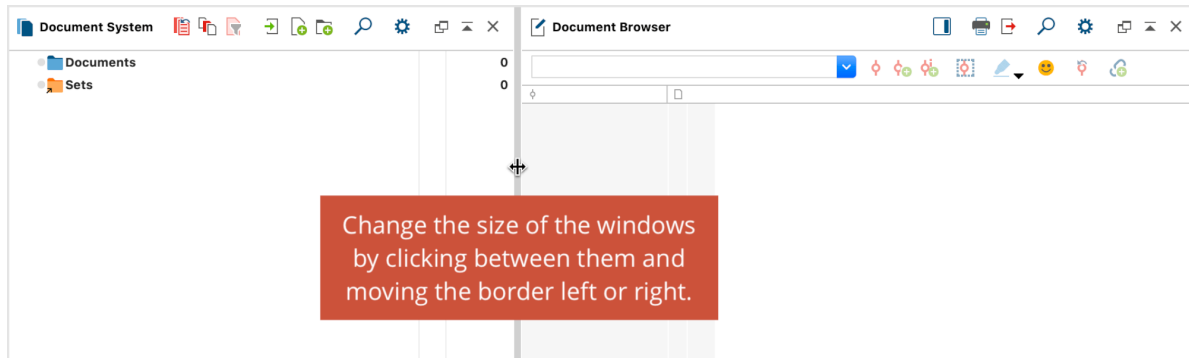 Document System
Document Browser
Documents 0
Sets 0
Change the size of the windows
by clicking between them and
moving the border left or right.